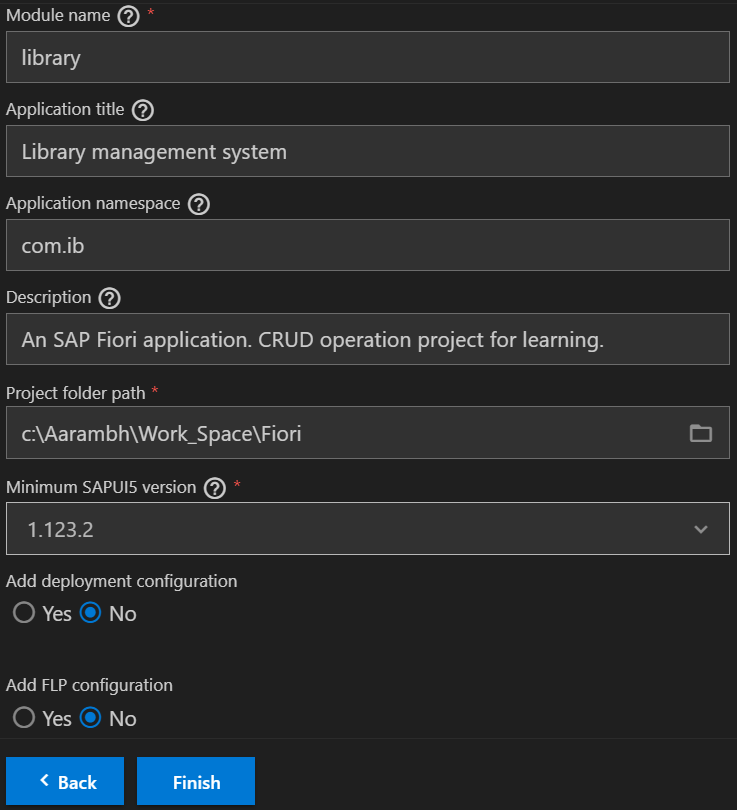 Module name ? *
library
Application title ?
Library management system
Application namespace ?
com.ib
Description ?
An SAP Fiori application. CRUD operation project for learning.
Project folder path *
c:\Aarambh\Work_Space\Fiori
Minimum SAPUI5 version ? *
1.123.2
Add deployment configuration
Yes No
Add FLP configuration
Yes No
Back Finish